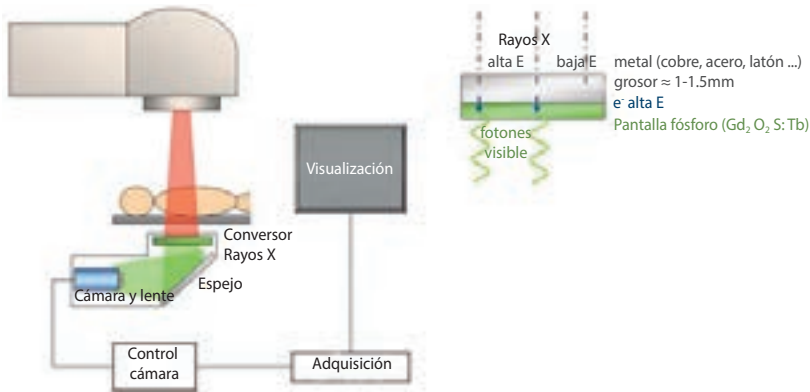 Rayos X
alta E baja E
metal (cobre, acero, latón ...)
grosor ≈ 1-1.5mm
e⁻ alta E
Pantalla fósforo (Gd₂ O₂ S: Tb)
fotones
visible
Visualización
Conversor
Rayos X
Espejo
Cámara y lente
Control
cámara
Adquisición